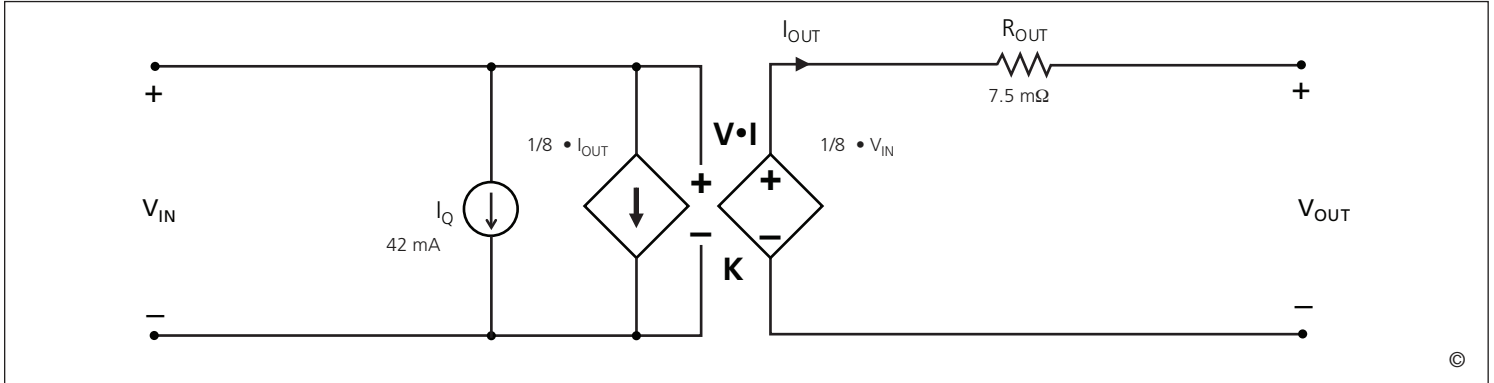 I_OUT
R_OUT
7.5 mΩ
+
+
1/8 • I_OUT
V•I
1/8 • V_IN
+
+
V_IN
I_Q
42 mA
V_OUT
–
–
K
–
–
©